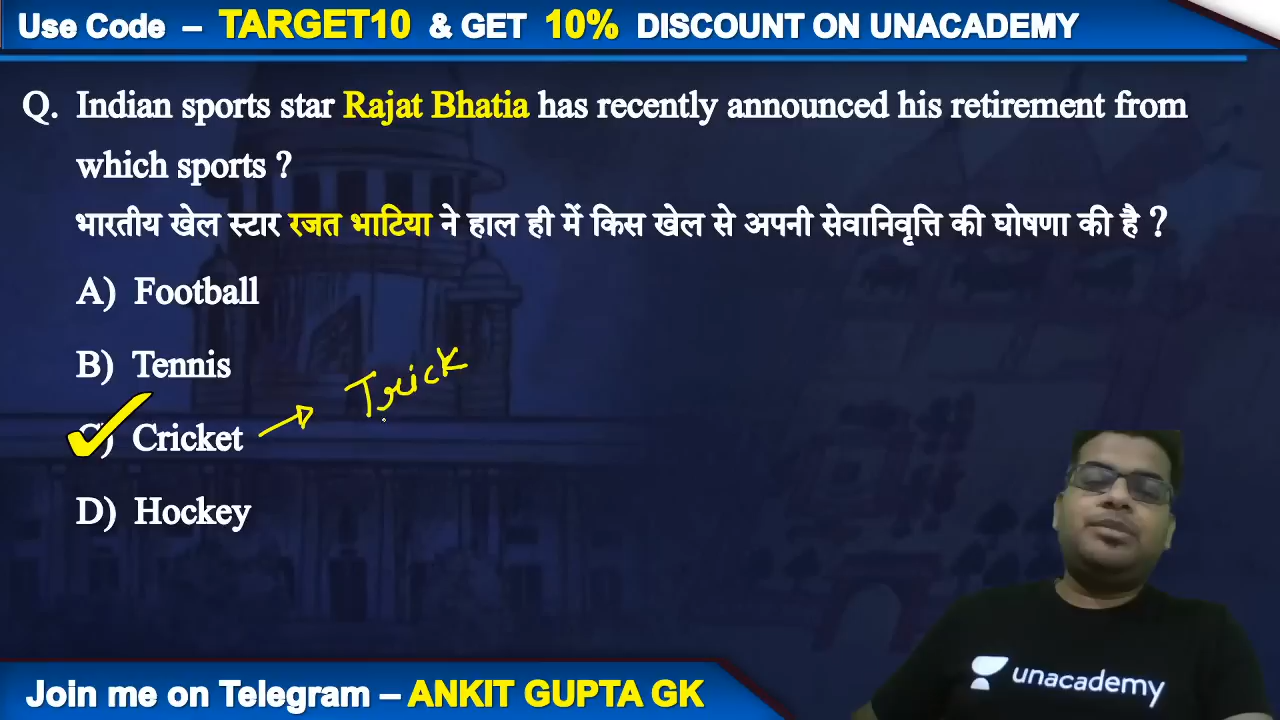 Use Code – TARGET10 & GET 10% DISCOUNT ON UNACADEMY
Q. Indian sports star Rajat Bhatia has recently announced his retirement from
which sports ?
भारतीय खेल स्टार रजत भाटिया ने हाल ही में किस खेल से अपनी सेवानिवृत्ति की घोषणा की है ?
A) Football
B) Tennis
Trick
C) Cricket
D) Hockey
unacademy
Join me on Telegram – ANKIT GUPTA GK